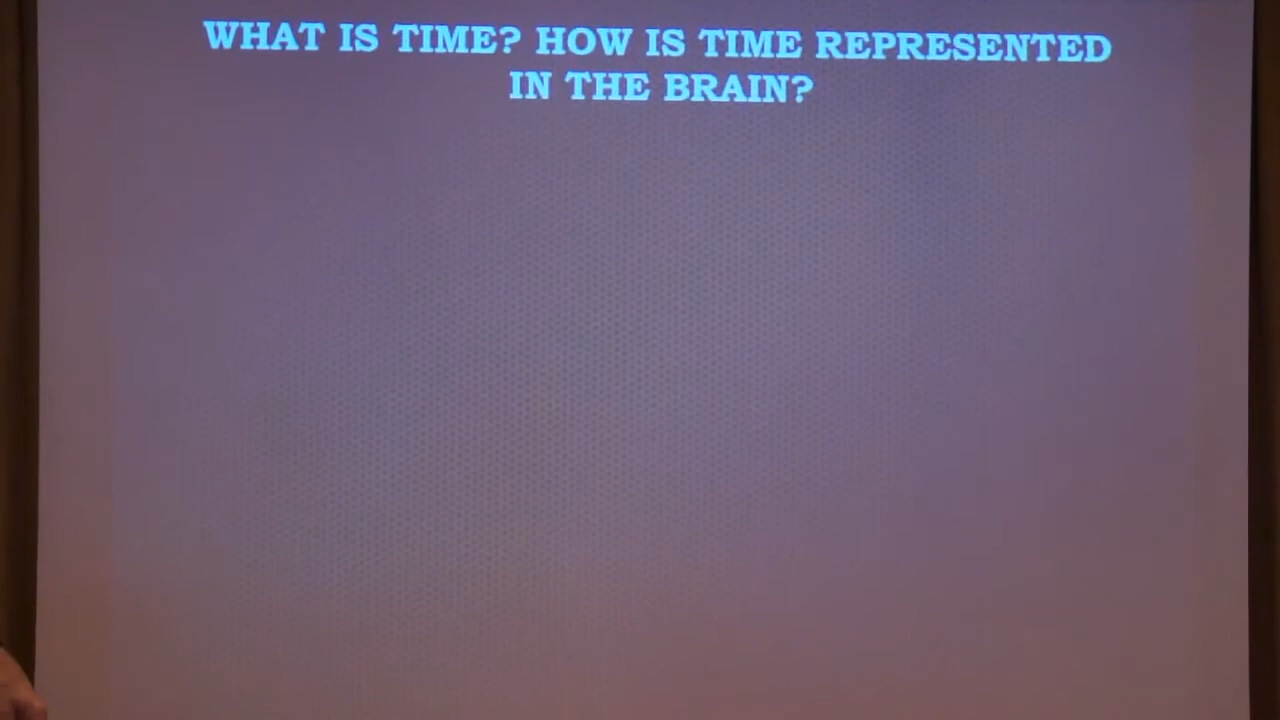 WHAT IS TIME? HOW IS TIME REPRESENTED
IN THE BRAIN?